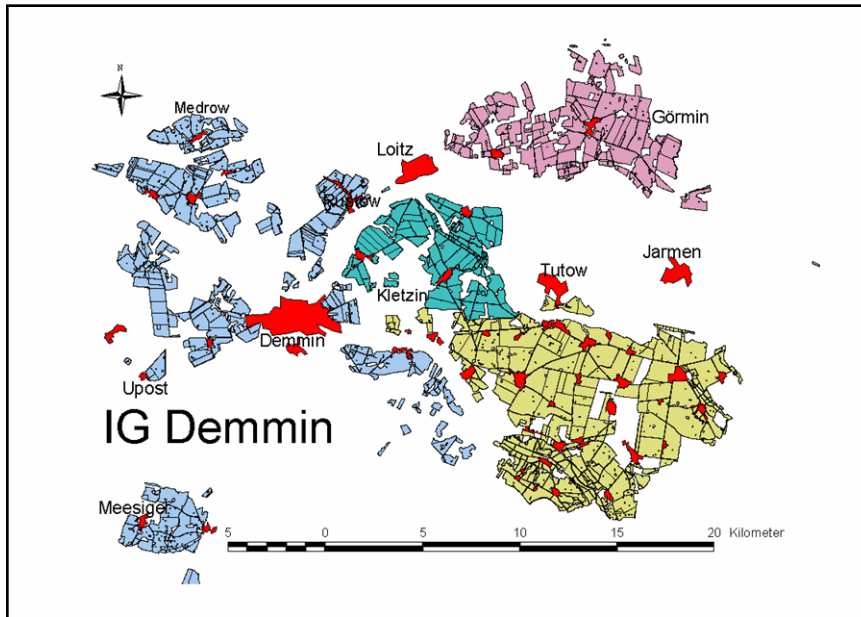 N
Medrow
Görmin
Loitz
Rustow
Jarmen
Tutow
Kletzin
Demmin
Upost
IG Demmin
Meesiger
5 0 5 10 15 20 Kilometer